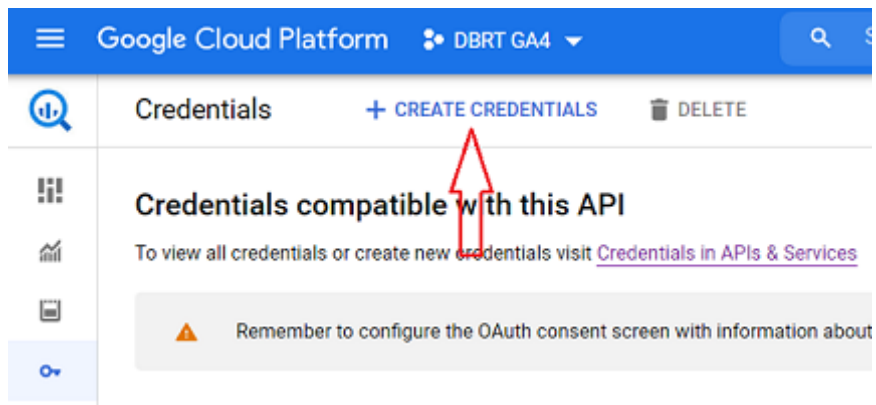 Google Cloud Platform DBRT GA4
Credentials + CREATE CREDENTIALS DELETE
Credentials compatible with this API
To view all credentials or create new credentials visit Credentials in APIs & Services
Remember to configure the OAuth consent screen with information about